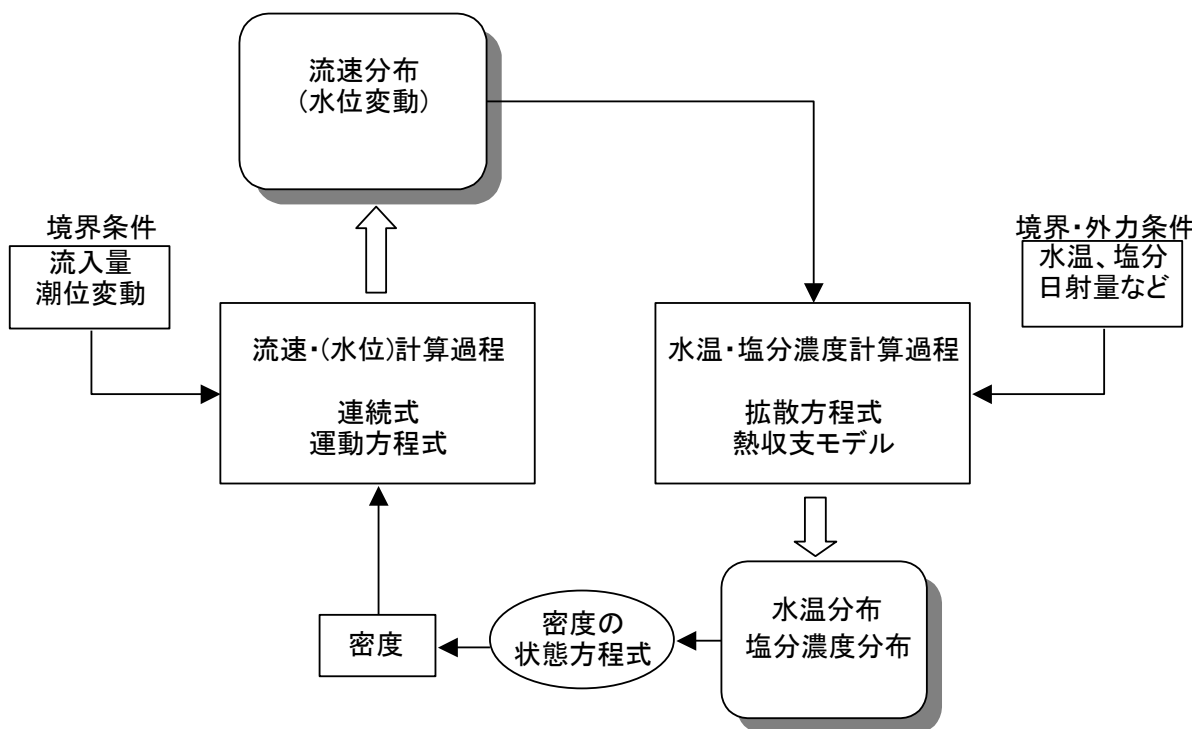 流速分布
(水位変動)
境界条件
流入量
潮位変動
境界・外力条件
水温、塩分
日射量など
流速・(水位)計算過程
連続式
運動方程式
水温・塩分濃度計算過程
拡散方程式
熱収支モデル
密度
密度の
状態方程式
水温分布
塩分濃度分布